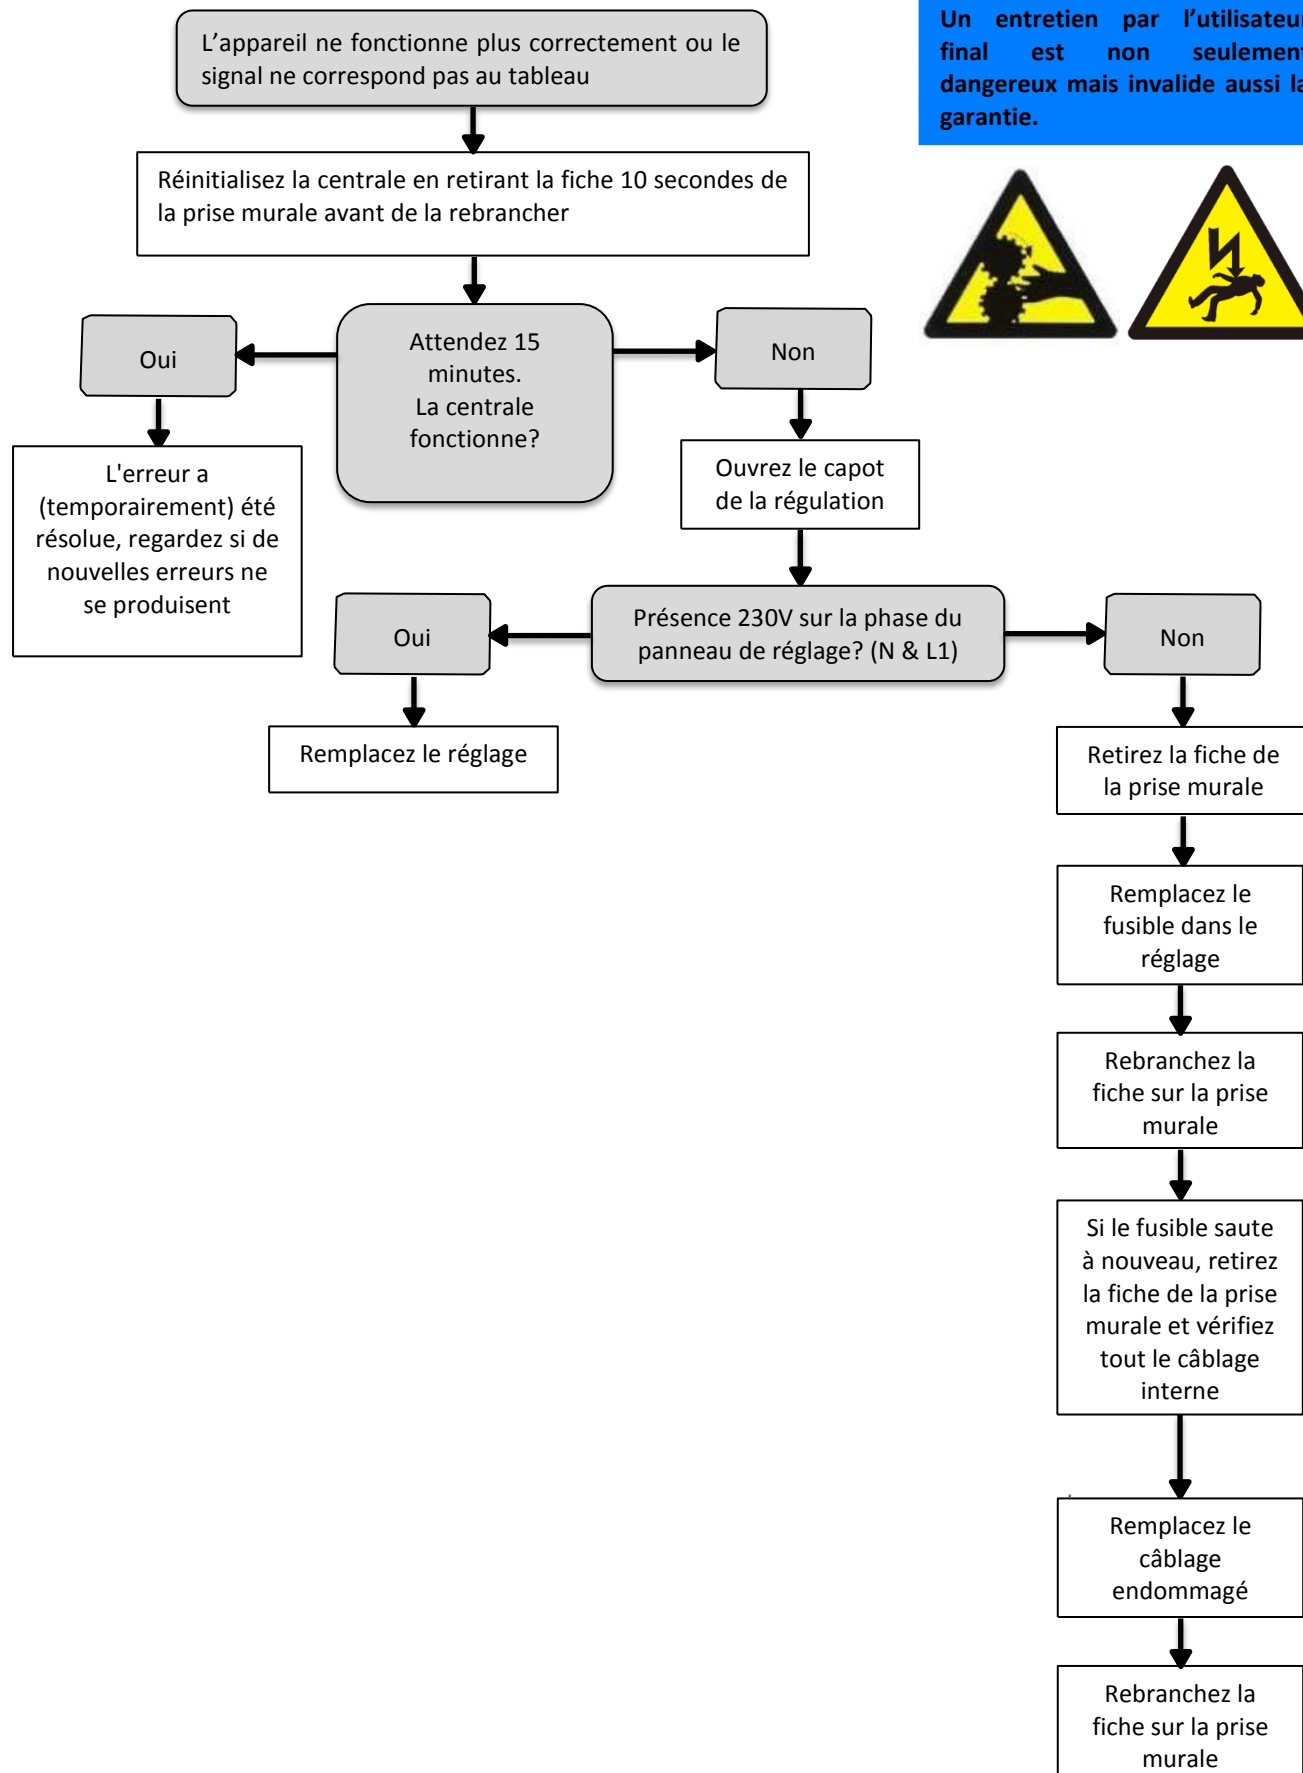 L'appareil ne fonctionne plus correctement ou le
signal ne correspond pas au tableau
Un entretien par l'utilisateur
final est non seulement
dangereux mais invalide aussi la
garantie.
Réinitialisez la centrale en retirant la fiche 10 secondes de
la prise murale avant de la rebrancher
Oui
Attendez 15
minutes.
La centrale
fonctionne?
Non
L'erreur a
(temporairement) été
résolue, regardez si de
nouvelles erreurs ne
se produisent
Ouvrez le capot
de la régulation
Oui
Présence 230V sur la phase du
panneau de réglage? (N & L1)
Non
Remplacez le réglage
Retirez la fiche de
la prise murale
Remplacez le
fusible dans le
réglage
Rebranchez la
fiche sur la prise
murale
Si le fusible saute
à nouveau, retirez
la fiche de la prise
murale et vérifiez
tout le câblage
interne
Remplacez le
câblage
endommagé
Rebranchez la
fiche sur la prise
murale